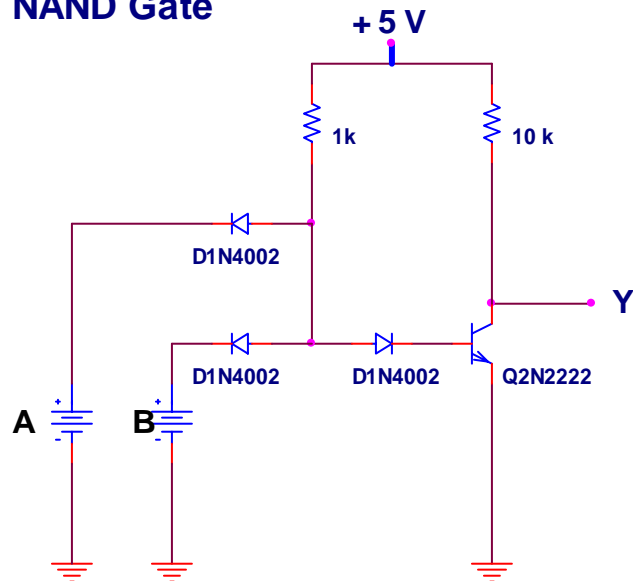 NAND Gate
+ 5 V
1k
10 k
D1N4002
Y
D1N4002
D1N4002
Q2N2222
A
+
-
B
+
-